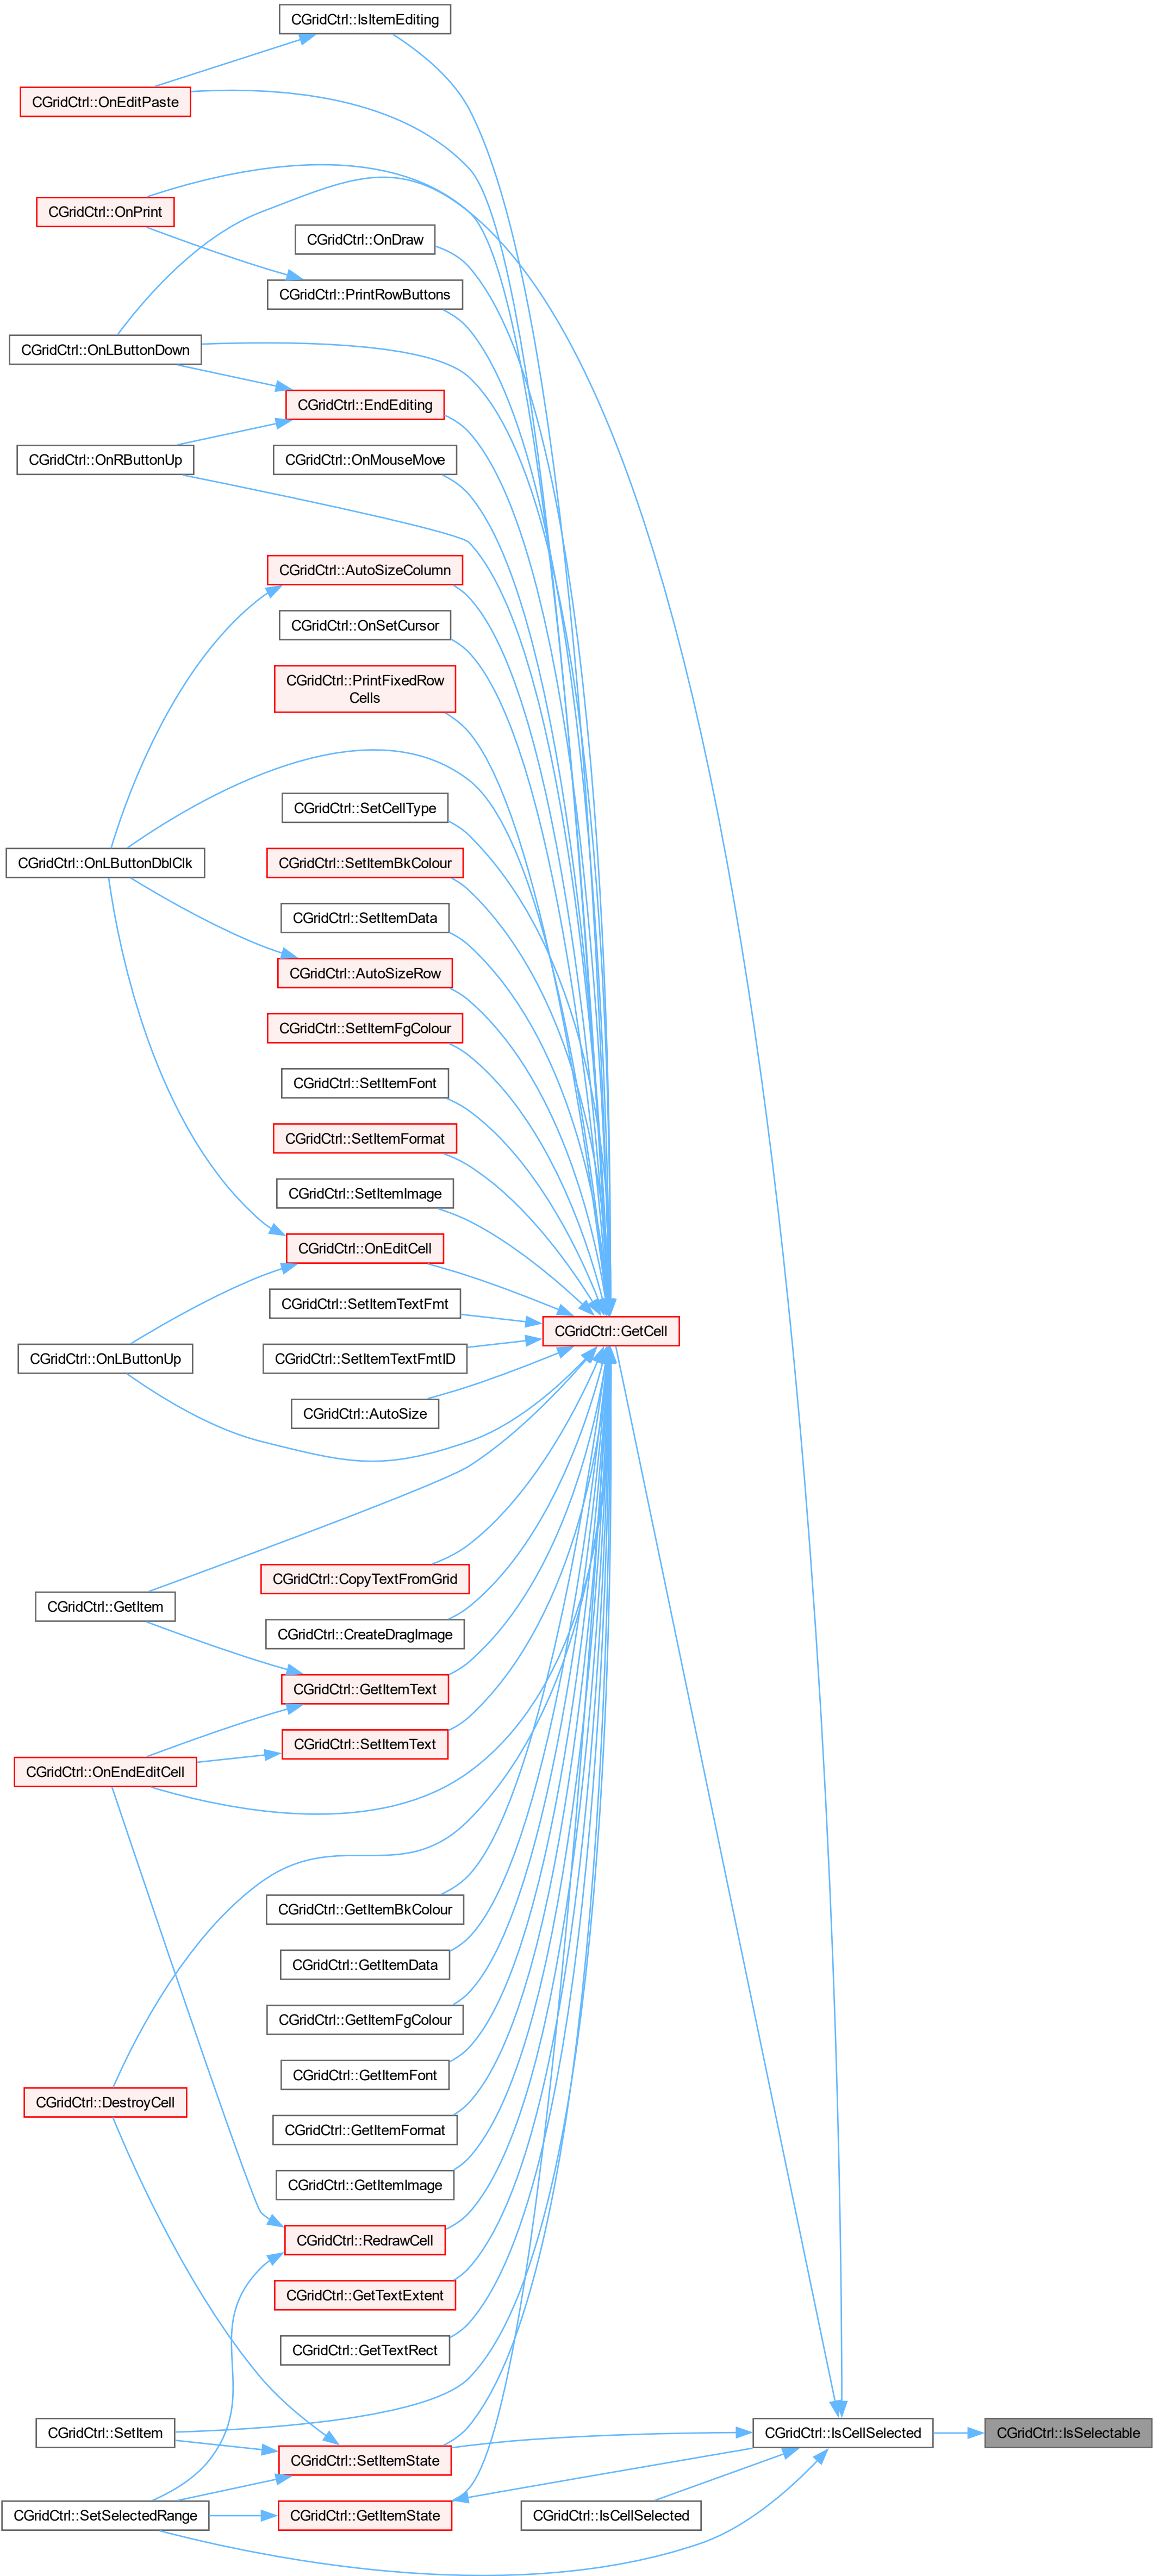 CGridCtrl::IsItemEditing
CGridCtrl::OnEditPaste
CGridCtrl::OnPrint
CGridCtrl::OnDraw
CGridCtrl::PrintRowButtons
CGridCtrl::OnLButtonDown
CGridCtrl::EndEditing
CGridCtrl::OnRButtonUp
CGridCtrl::OnMouseMove
CGridCtrl::AutoSizeColumn
CGridCtrl::OnSetCursor
CGridCtrl::PrintFixedRow
Cells
CGridCtrl::SetCellType
CGridCtrl::OnLButtonDblClk
CGridCtrl::SetItemBkColour
CGridCtrl::SetItemData
CGridCtrl::AutoSizeRow
CGridCtrl::SetItemFgColour
CGridCtrl::SetItemFont
CGridCtrl::SetItemFormat
CGridCtrl::SetItemImage
CGridCtrl::OnEditCell
CGridCtrl::SetItemTextFmt
CGridCtrl::GetCell
CGridCtrl::OnLButtonUp
CGridCtrl::SetItemTextFmtID
CGridCtrl::AutoSize
CGridCtrl::CopyTextFromGrid
CGridCtrl::GetItem
CGridCtrl::CreateDragImage
CGridCtrl::GetItemText
CGridCtrl::SetItemText
CGridCtrl::OnEndEditCell
CGridCtrl::GetItemBkColour
CGridCtrl::GetItemData
CGridCtrl::GetItemFgColour
CGridCtrl::GetItemFont
CGridCtrl::DestroyCell
CGridCtrl::GetItemFormat
CGridCtrl::GetItemImage
CGridCtrl::RedrawCell
CGridCtrl::GetTextExtent
CGridCtrl::GetTextRect
CGridCtrl::SetItem
CGridCtrl::IsCellSelected
CGridCtrl::IsSelectable
CGridCtrl::SetItemState
CGridCtrl::SetSelectedRange
CGridCtrl::GetItemState
CGridCtrl::IsCellSelected